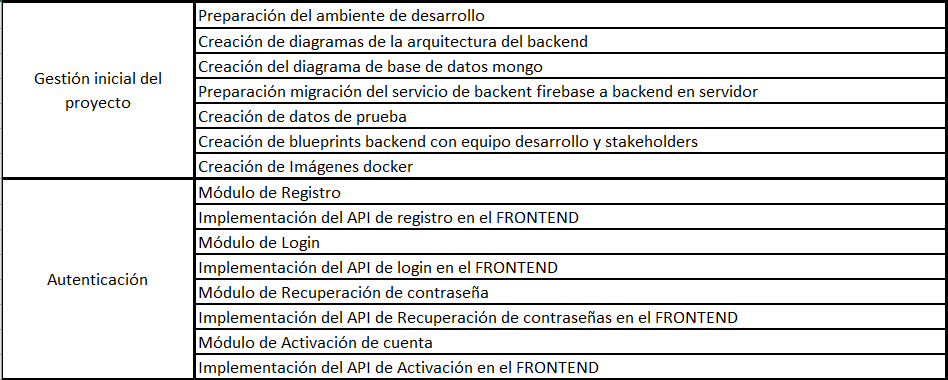 Gestión inicial del
proyecto
Preparación del ambiente de desarrollo
Creación de diagramas de la arquitectura del backend
Creación del diagrama de base de datos mongo
Preparación migración del servicio de backent firebase a backend en servidor
Creación de datos de prueba
Creación de blueprints backend con equipo desarrollo y stakeholders
Creación de Imágenes docker
Autenticación
Módulo de Registro
Implementación del API de registro en el FRONTEND
Módulo de Login
Implementación del API de login en el FRONTEND
Módulo de Recuperación de contraseña
Implementación del API de Recuperación de contraseñas en el FRONTEND
Módulo de Activación de cuenta
Implementación del API de Activación en el FRONTEND